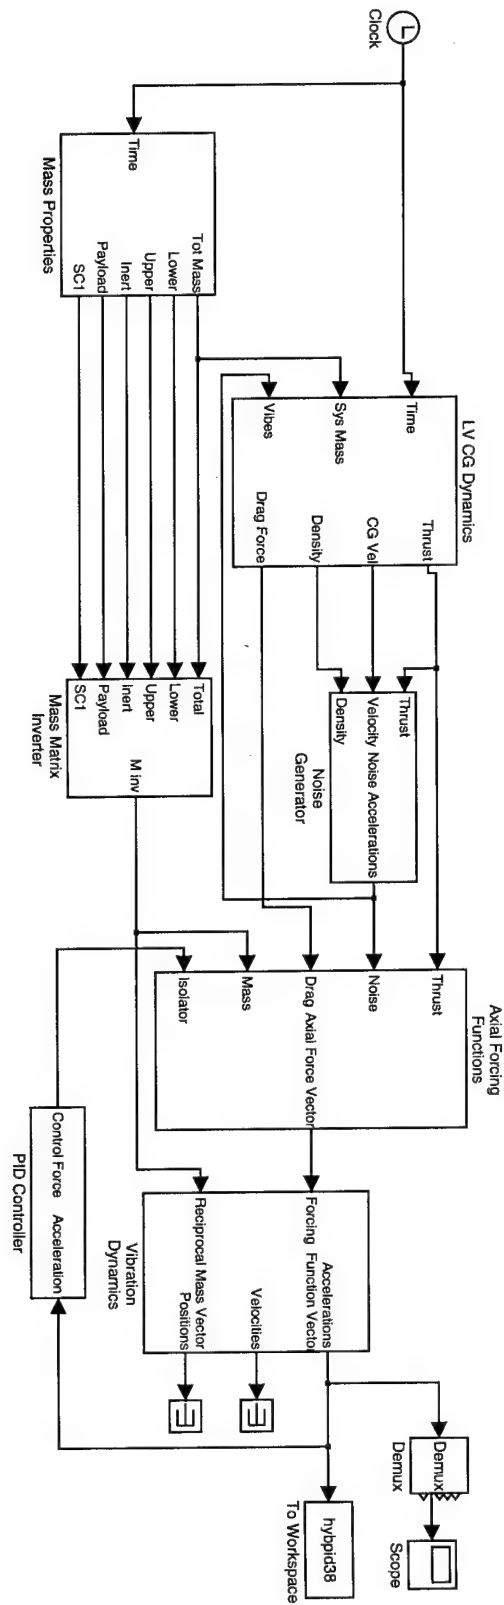 Clock
Time
Tot Mass
Lower
Upper
Inert
Payload
SC1
Mass Properties
Time
Sys Mass
Vibes
Thrust
CG Vel
Density
Drag Force
LV CG Dynamics
Total
Lower
Upper
Inert
Payload
SC1
M inv
Mass Matrix
Inverter
Thrust
Velocity Noise Accelerations
Density
Noise
Generator
Thrust
Noise
Drag Axial Force Vector
Mass
Isolator
Axial Forcing
Functions
Control Force Acceleration
PID Controller
Accelerations
Forcing Function Vector
Velocities
Reciprocal Mass Vector
Positions
Vibration
Dynamics
Demux
Demux
Scope
hybpid38
To Workspace